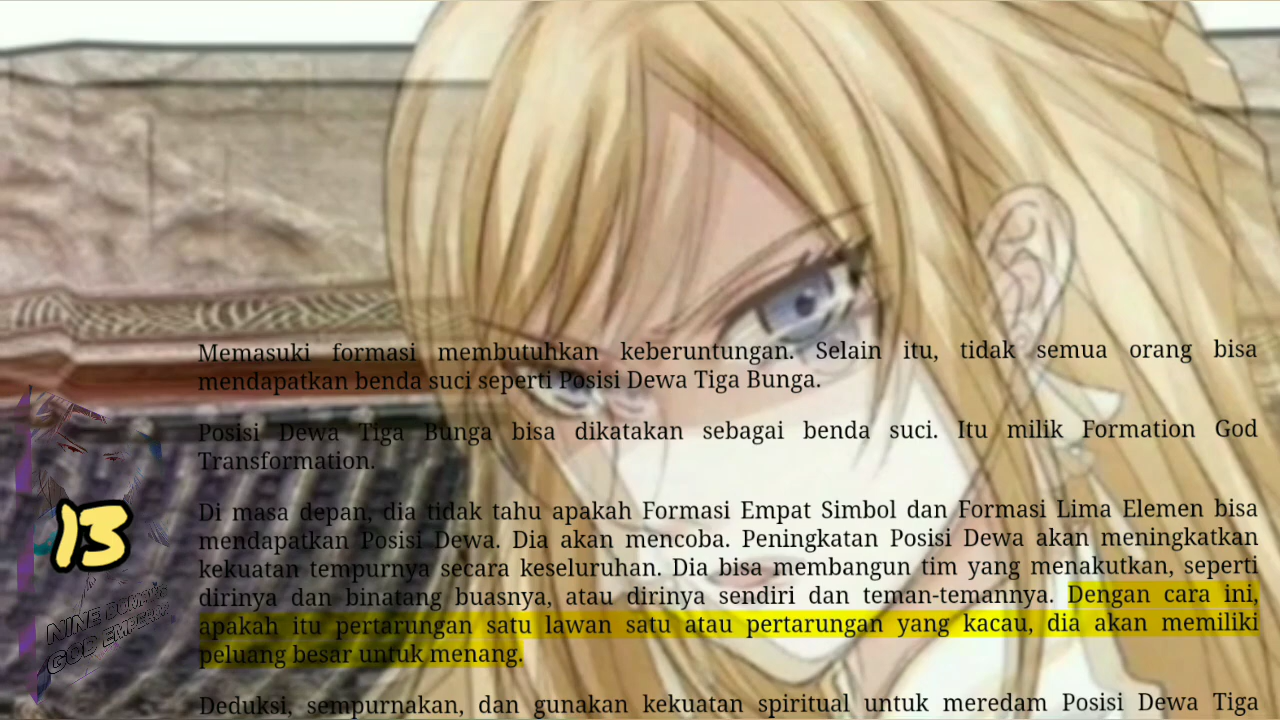 Memasuki formasi membutuhkan keberuntungan. Selain itu, tidak semua orang bisa
mendapatkan benda suci seperti Posisi Dewa Tiga Bunga.
Posisi Dewa Tiga Bunga bisa dikatakan sebagai benda suci. Itu milik Formation God
Transformation.
Di masa depan, dia tidak tahu apakah Formasi Empat Simbol dan Formasi Lima Elemen bisa
mendapatkan Posisi Dewa. Dia akan mencoba. Peningkatan Posisi Dewa akan meningkatkan
kekuatan tempurnya secara keseluruhan. Dia bisa membangun tim yang menakutkan, seperti
dirinya dan binatang buasnya, atau dirinya sendiri dan teman-temannya. Dengan cara ini,
apakah itu pertarungan satu lawan satu atau pertarungan yang kacau, dia akan memiliki
peluang besar untuk menang.
Deduksi, sempurnakan, dan gunakan kekuatan spiritual untuk meredam Posisi Dewa Tiga
13
NINE
GOD EMPEROR